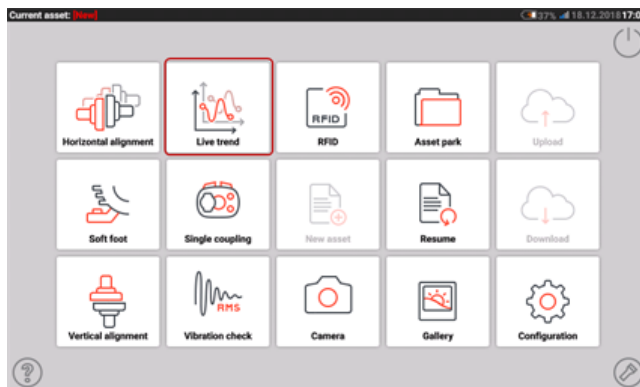 Current asset: [New]
37% 18.12.2018 17:0
Horizontal alignment
Live trend
RFID
RFID
Asset park
Upload
Soft foot
Single coupling
New asset
Resume
Download
RMS
Vertical alignment
Vibration check
Camera
Gallery
Configuration
?